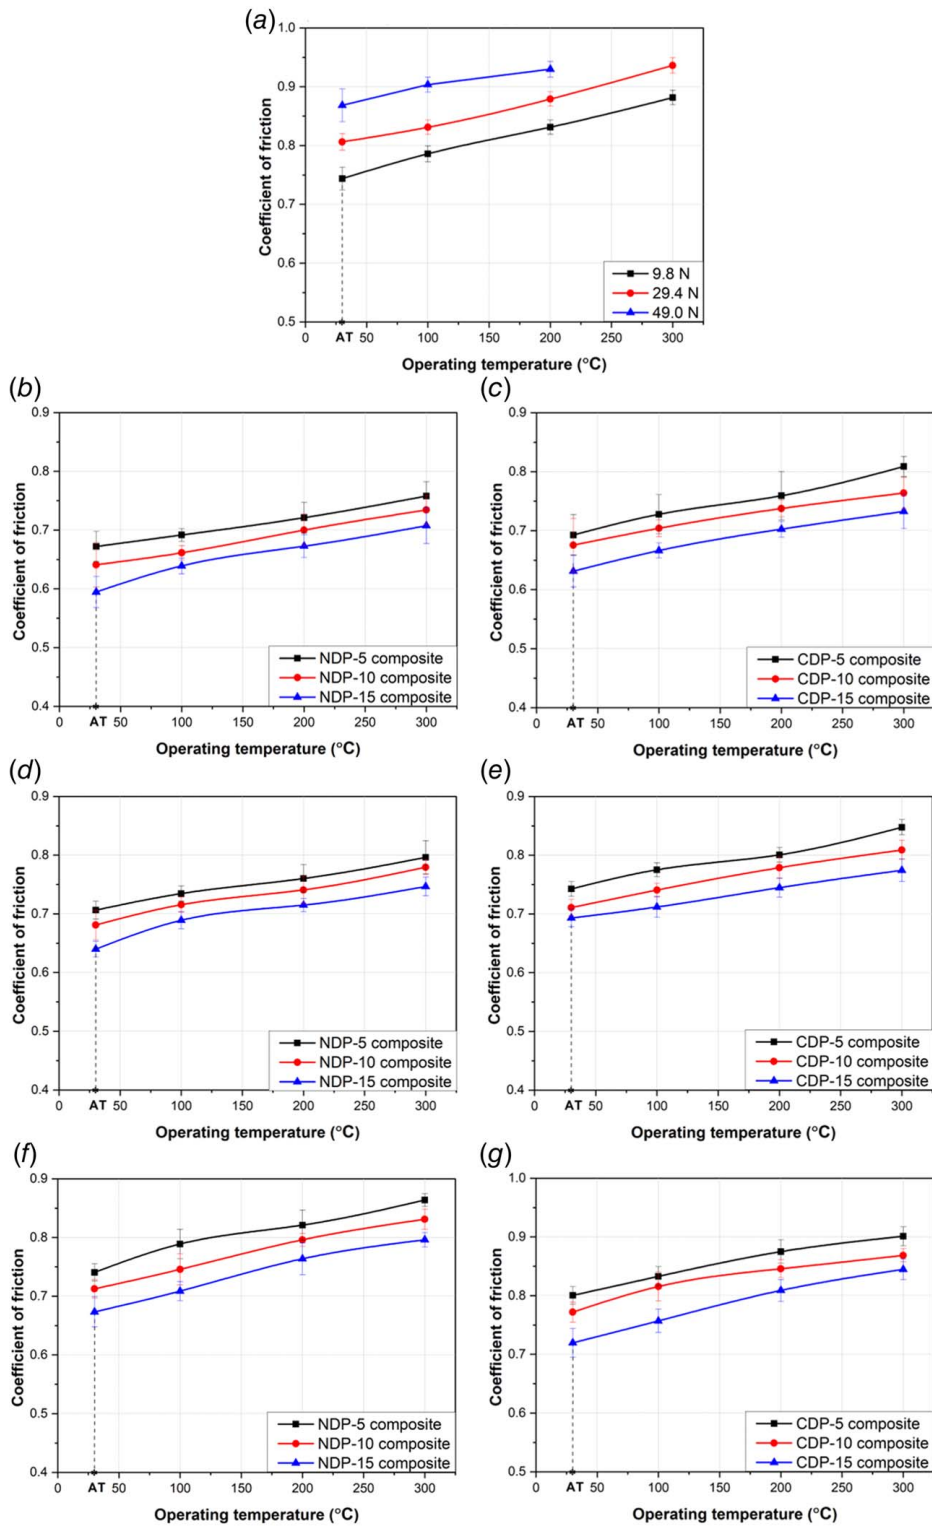 (a)
1.0
0.9
0.8
0.7
0.6
0.5
Coefficient of friction
0 AT 50 100 150 200 250 300
Operating temperature (°C)
9.8 N
29.4 N
49.0 N
(b)
0.9
0.8
0.7
0.6
0.5
0.4
Coefficient of friction
0 AT 50 100 150 200 250 300
Operating temperature (°C)
NDP-5 composite
NDP-10 composite
NDP-15 composite
(c)
0.9
0.8
0.7
0.6
0.5
0.4
Coefficient of friction
0 AT 50 100 150 200 250 300
Operating temperature (°C)
CDP-5 composite
CDP-10 composite
CDP-15 composite
(d)
0.9
0.8
0.7
0.6
0.5
0.4
Coefficient of friction
0 AT 50 100 150 200 250 300
Operating temperature (°C)
NDP-5 composite
NDP-10 composite
NDP-15 composite
(e)
0.9
0.8
0.7
0.6
0.5
0.4
Coefficient of friction
0 AT 50 100 150 200 250 300
Operating temperature (°C)
CDP-5 composite
CDP-10 composite
CDP-15 composite
(f)
0.9
0.8
0.7
0.6
0.5
0.4
Coefficient of friction
0 AT 50 100 150 200 250 300
Operating temperature (°C)
NDP-5 composite
NDP-10 composite
NDP-15 composite
(g)
1.0
0.9
0.8
0.7
0.6
0.5
Coefficient of friction
0 AT 50 100 150 200 250 300
Operating temperature (°C)
CDP-5 composite
CDP-10 composite
CDP-15 composite